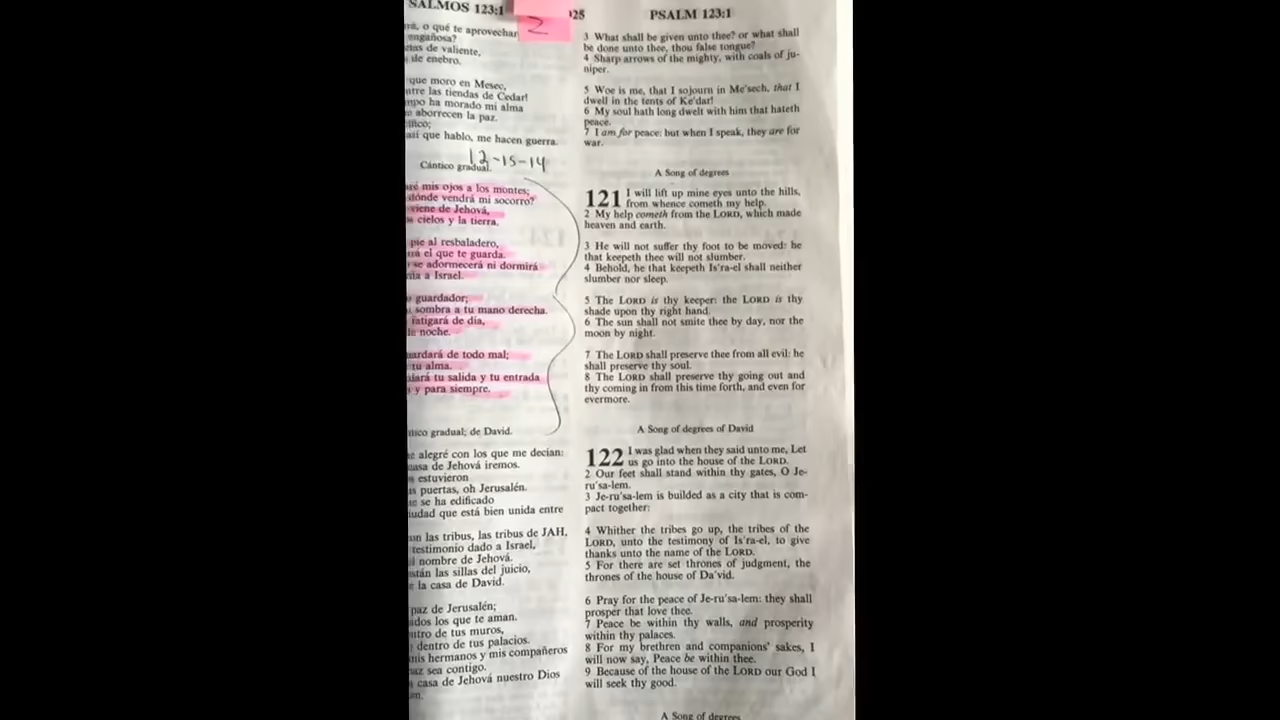 SALMOS 123:1
2
PSALM 123:1
o qué te aprovechar
engañosa?
de valiente,
de enebro.
que moro en Mesec,
las tiendas de Cedar!
ha morado mi alma
aborrecen la paz.
así que hablo, me hacen guerra.
Cántico gradual.
12-15-14
mis ojos a los montes;
dónde vendrá mi socorro?
viene de Jehová,
cielos y la tierra.
pie al resbaladero,
el que te guarda.
se adormecerá ni dormirá
a Israel.
guardador;
sombra a tu mano derecha.
fatigará de día,
noche.
de todo mal;
tu alma.
tu salida y tu entrada
y para siempre.
gradual; de David.
alegré con los que me decían:
casa de Jehová iremos.
estuvieron
puertas, oh Jerusalén.
se ha edificado
que está bien unida entre
las tribus, las tribus de JAH,
testimonio dado a Israel,
nombre de Jehová.
las sillas del juicio,
la casa de David.
paz de Jerusalén;
los que te aman.
de tus muros,
dentro de tus palacios.
mis hermanos y mis compañeros
sea contigo.
casa de Jehová nuestro Dios
3 What shall be given unto thee? or what shall
be done unto thee, thou false tongue?
4 Sharp arrows of the mighty, with coals of ju-
niper.
5 Woe is me, that I sojourn in Me'sech, that I
dwell in the tents of Ke'dar!
6 My soul hath long dwelt with him that hateth
peace.
7 I am for peace: but when I speak, they are for
war.
A Song of degrees
121 I will lift up mine eyes unto the hills,
from whence cometh my help.
2 My help cometh from the LORD, which made
heaven and earth.
3 He will not suffer thy foot to be moved: he
that keepeth thee will not slumber.
4 Behold, he that keepeth Is'ra-el shall neither
slumber nor sleep.
5 The LORD is thy keeper: the LORD is thy
shade upon thy right hand.
6 The sun shall not smite thee by day, nor the
moon by night.
7 The LORD shall preserve thee from all evil: he
shall preserve thy soul.
8 The LORD shall preserve thy going out and
thy coming in from this time forth, and even for
evermore.
A Song of degrees of David
122 I was glad when they said unto me, Let
us go into the house of the LORD.
2 Our feet shall stand within thy gates, O Je-
ru'sa-lem.
3 Je-ru'sa-lem is builded as a city that is com-
pact together:
4 Whither the tribes go up, the tribes of the
LORD, unto the testimony of Is'ra-el, to give
thanks unto the name of the LORD.
5 For there are set thrones of judgment, the
thrones of the house of Da'vid.
6 Pray for the peace of Je-ru'sa-lem: they shall
prosper that love thee.
7 Peace be within thy walls, and prosperity
within thy palaces.
8 For my brethren and companions' sakes, I
will now say, Peace be within thee.
9 Because of the house of the LORD our God I
will seek thy good.
A Song of degrees